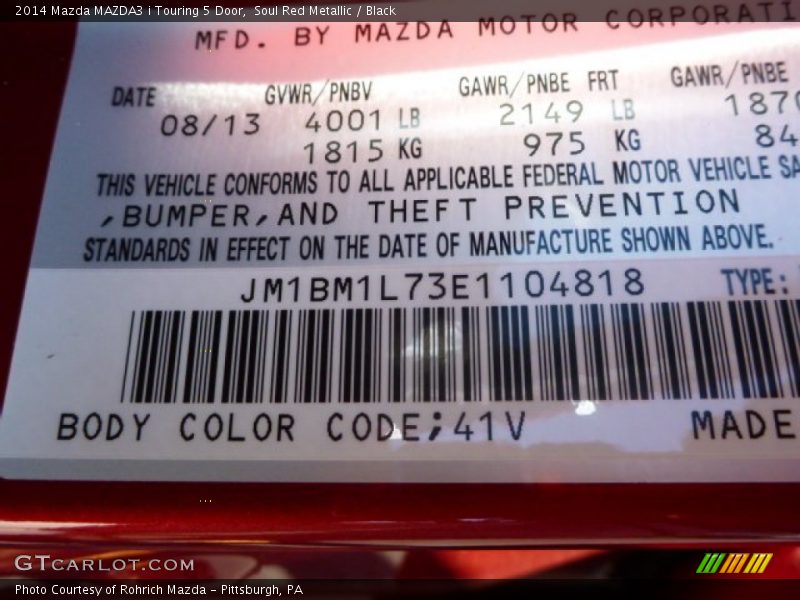 2014 Mazda MAZDA3 i Touring 5 Door, Soul Red Metallic / Black
MFD. BY MAZDA MOTOR CORPORATI
DATE GVWR/PNBV GAWR/PNBE FRT GAWR/PNBE
08/13 4001 LB 2149 LB 1870
1815 KG 975 KG 84
THIS VEHICLE CONFORMS TO ALL APPLICABLE FEDERAL MOTOR VEHICLE SA
,BUMPER,AND THEFT PREVENTION
STANDARDS IN EFFECT ON THE DATE OF MANUFACTURE SHOWN ABOVE.
JM1BM1L73E1104818 TYPE:
BODY COLOR CODE;41V MADE
GTCARLOT.COM
Photo Courtesy of Rohrich Mazda - Pittsburgh, PA